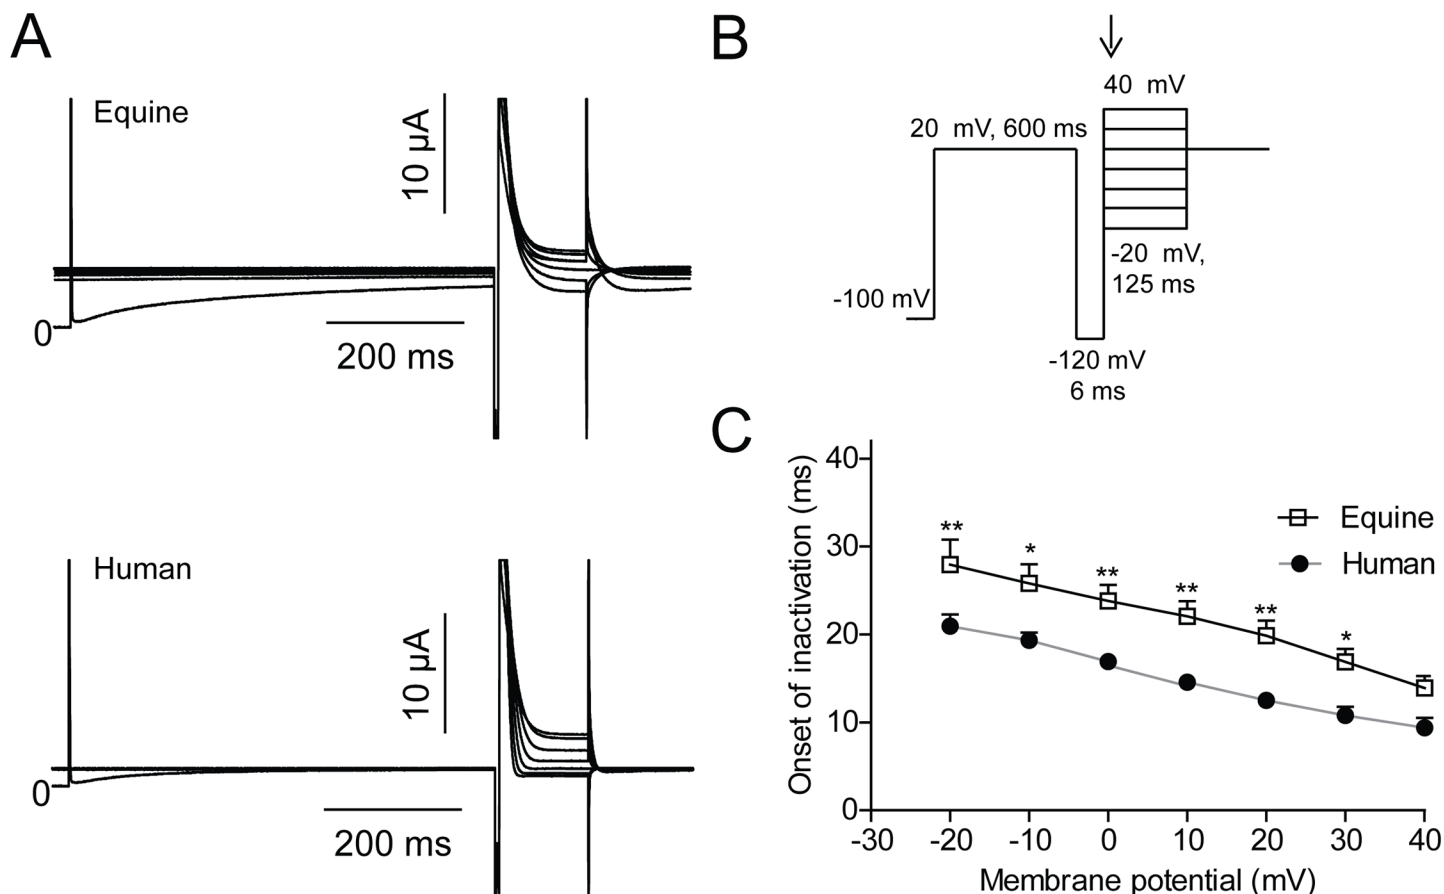 A
Equine
10 µA
0
200 ms
Human
10 µA
0
200 ms
B
40 mV
20 mV, 600 ms
-100 mV
-20 mV,
125 ms
-120 mV
6 ms
C
Onset of inactivation (ms)
40
30
20
10
0
** * ** ** ** *
Equine
Human
-30 -20 -10 0 10 20 30 40
Membrane potential (mV)